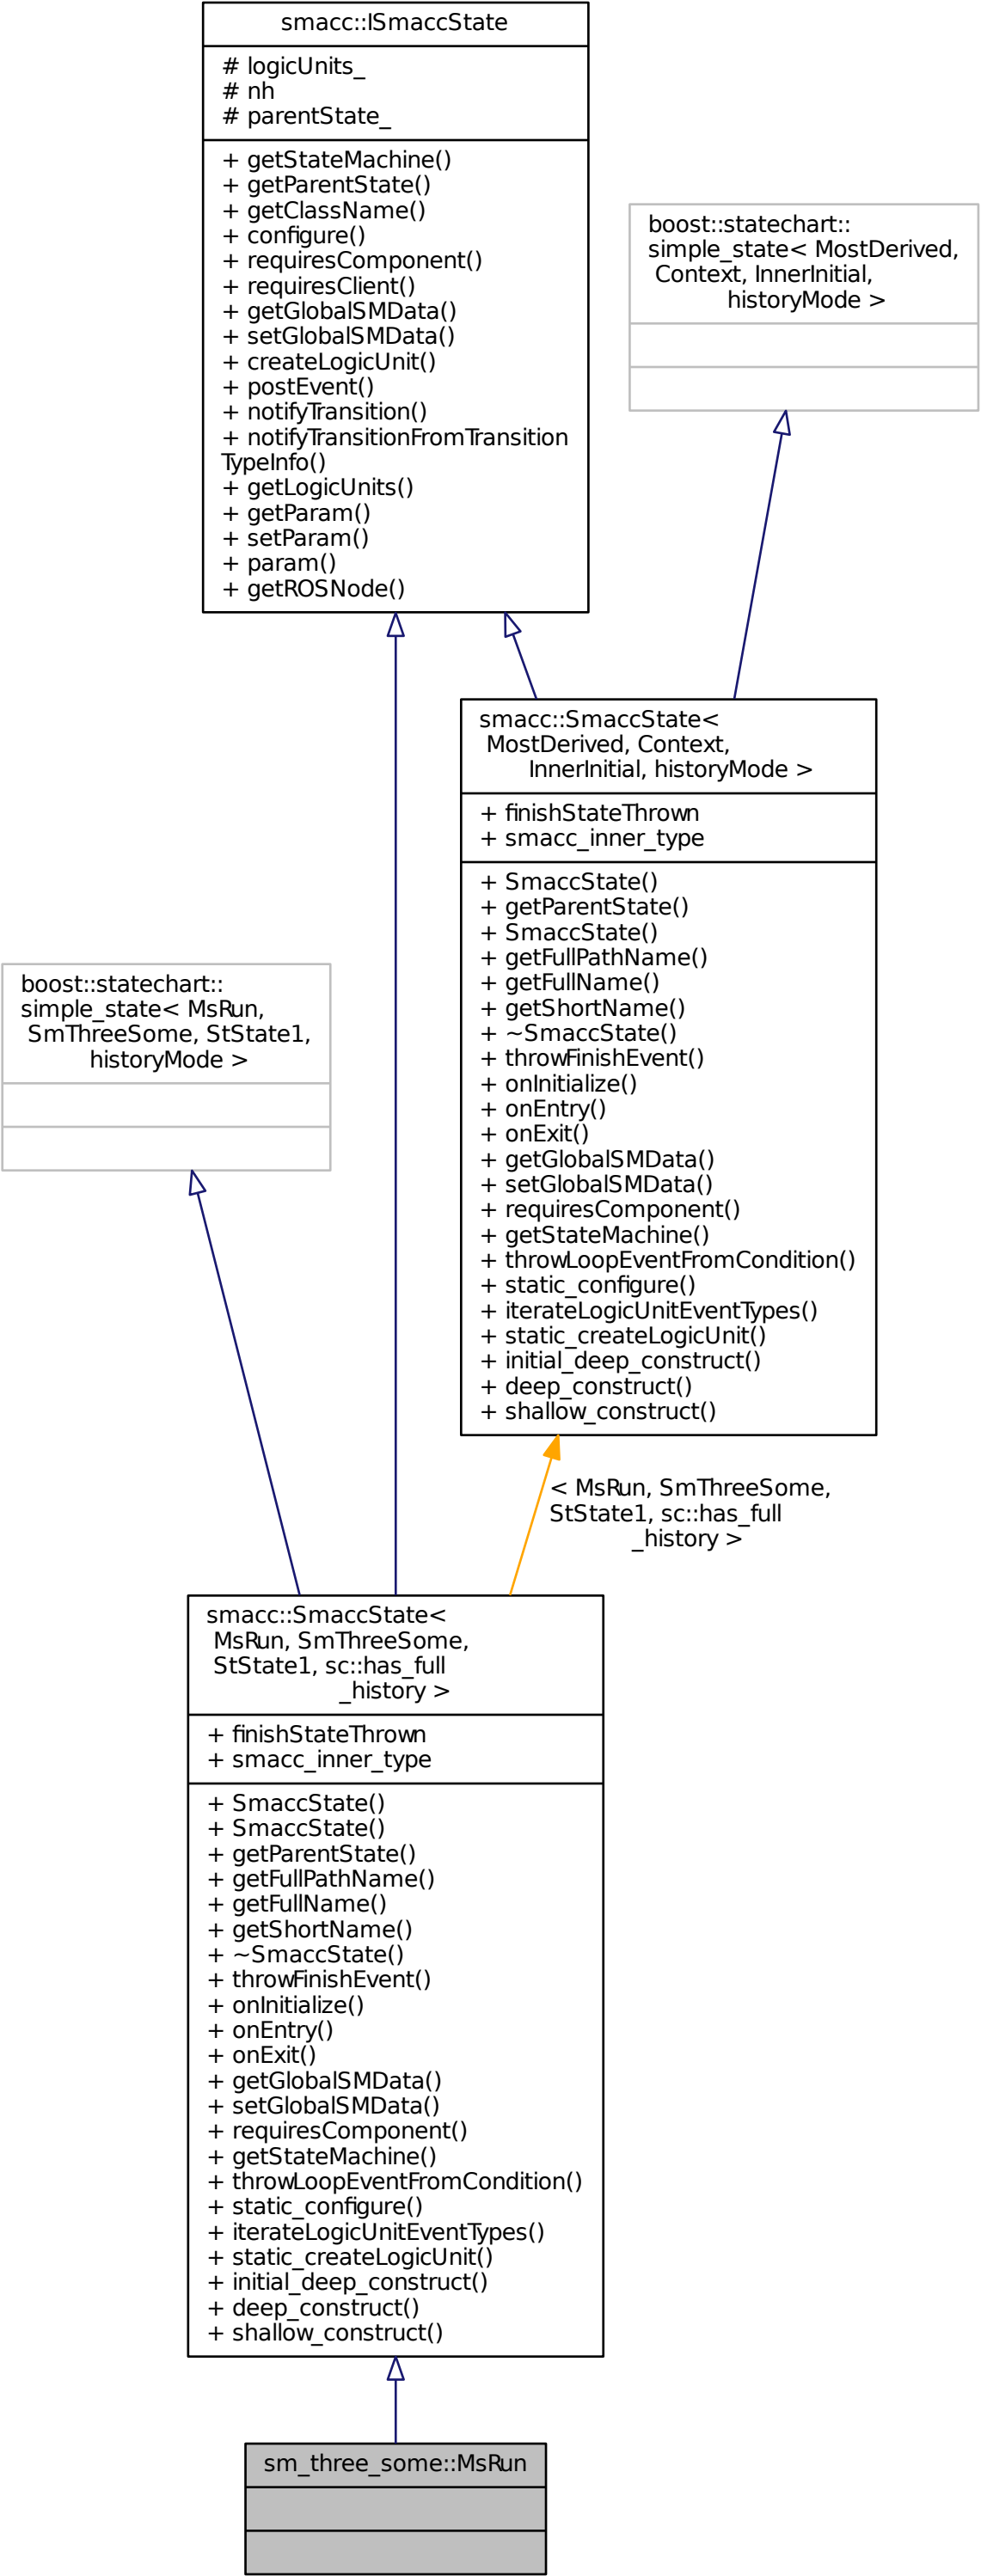 smacc::ISmaccState
# logicUnits_
# nh
# parentState_
+ getStateMachine()
+ getParentState()
+ getClassName()
+ configure()
+ requiresComponent()
+ requiresClient()
+ getGlobalSMData()
+ setGlobalSMData()
+ createLogicUnit()
+ postEvent()
+ notifyTransition()
+ notifyTransitionFromTransition
TypeInfo()
+ getLogicUnits()
+ getParam()
+ setParam()
+ param()
+ getROSNode()
boost::statechart::
simple_state< MostDerived,
Context, InnerInitial,
historyMode >
smacc::SmaccState<
MostDerived, Context,
InnerInitial, historyMode >
+ finishStateThrown
+ smacc_inner_type
+ SmaccState()
+ getParentState()
+ SmaccState()
+ getFullPathName()
+ getFullName()
+ getShortName()
+ ~SmaccState()
+ throwFinishEvent()
+ onInitialize()
+ onEntry()
+ onExit()
+ getGlobalSMData()
+ setGlobalSMData()
+ requiresComponent()
+ getStateMachine()
+ throwLoopEventFromCondition()
+ static_configure()
+ iterateLogicUnitEventTypes()
+ static_createLogicUnit()
+ initial_deep_construct()
+ deep_construct()
+ shallow_construct()
boost::statechart::
simple_state< MsRun,
SmThreeSome, StState1,
historyMode >
< MsRun, SmThreeSome,
StState1, sc::has_full
_history >
smacc::SmaccState<
MsRun, SmThreeSome,
StState1, sc::has_full
_history >
+ finishStateThrown
+ smacc_inner_type
+ SmaccState()
+ SmaccState()
+ getParentState()
+ getFullPathName()
+ getFullName()
+ getShortName()
+ ~SmaccState()
+ throwFinishEvent()
+ onInitialize()
+ onEntry()
+ onExit()
+ getGlobalSMData()
+ setGlobalSMData()
+ requiresComponent()
+ getStateMachine()
+ throwLoopEventFromCondition()
+ static_configure()
+ iterateLogicUnitEventTypes()
+ static_createLogicUnit()
+ initial_deep_construct()
+ deep_construct()
+ shallow_construct()
sm_three_some::MsRun